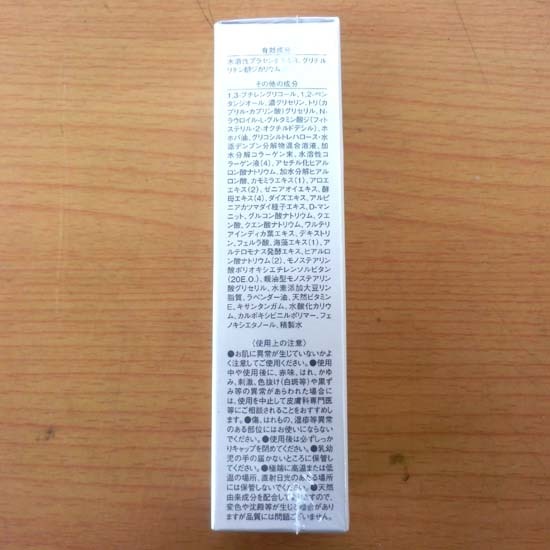 有効成分
水溶性プラセンタエキス、グリチル
リチン酸ジカリウム
その他の成分
1,3-ブチレングリコール、1,2-ペン
タンジオール、濃グリセリン、トリ(カ
プリル・カプリン酸)グリセリル、N-
ラウロイル-L-グルタミン酸ジ(フィト
ステリル・2-オクチルドデシル)、ホ
ホバ油、グリコシルトレハロース・水
添デンプン分解物混合溶液、加
水分解コラーゲン末、水溶性コ
ラーゲン液(4)、アセチル化ヒアル
ロン酸ナトリウム、加水分解ヒアル
ロン酸、カモミラエキス(1)、アロエ
エキス(2)、ゼニアオイエキス、酵
母エキス(4)、ダイズエキス、アルピ
ニアカツマダイ種子エキス、D-マン
ニット、グルコン酸ナトリウム、クエ
ン酸、クエン酸ナトリウム、ワルテリ
アインディカ葉エキス、デキストリ
ン、フェルラ酸、海藻エキス(1)、ア
ルテロモナス発酵エキス、ヒアルロ
ン酸ナトリウム(2)、モノステアリン
酸ポリオキシエチレンソルビタン
(20E.O.)、親油型モノステアリン
酸グリセリル、水素添加大豆リン
脂質、ラベンダー油、天然ビタミン
E、キサンタンガム、水酸化カリウ
ム、カルボキシビニルポリマー、フェ
ノキシエタノール、精製水
〈使用上の注意〉
●お肌に異常が生じていないかよ
く注意してご使用ください。●使用
中や使用後に、赤味、はれ、かゆ
み、刺激、色抜け(白斑等)や黒ず
み等の異常があらわれた場合に
は、使用を中止して皮膚科専門医
等にご相談されることをおすすめし
ます。●傷、はれもの、湿疹等異常
のある部位にはお使いにならない
でください。●使用後は必ずしっか
りキャップを閉めてください。●乳幼
児の手の届かないところに保管し
てください。●極端に高温または低
温の場所、直射日光のあたる場所
には保管しないでください。●天然
由来成分を配合しておりますので、
変色や沈殿等が生じる場合があり
ますが品質には問題ございません。